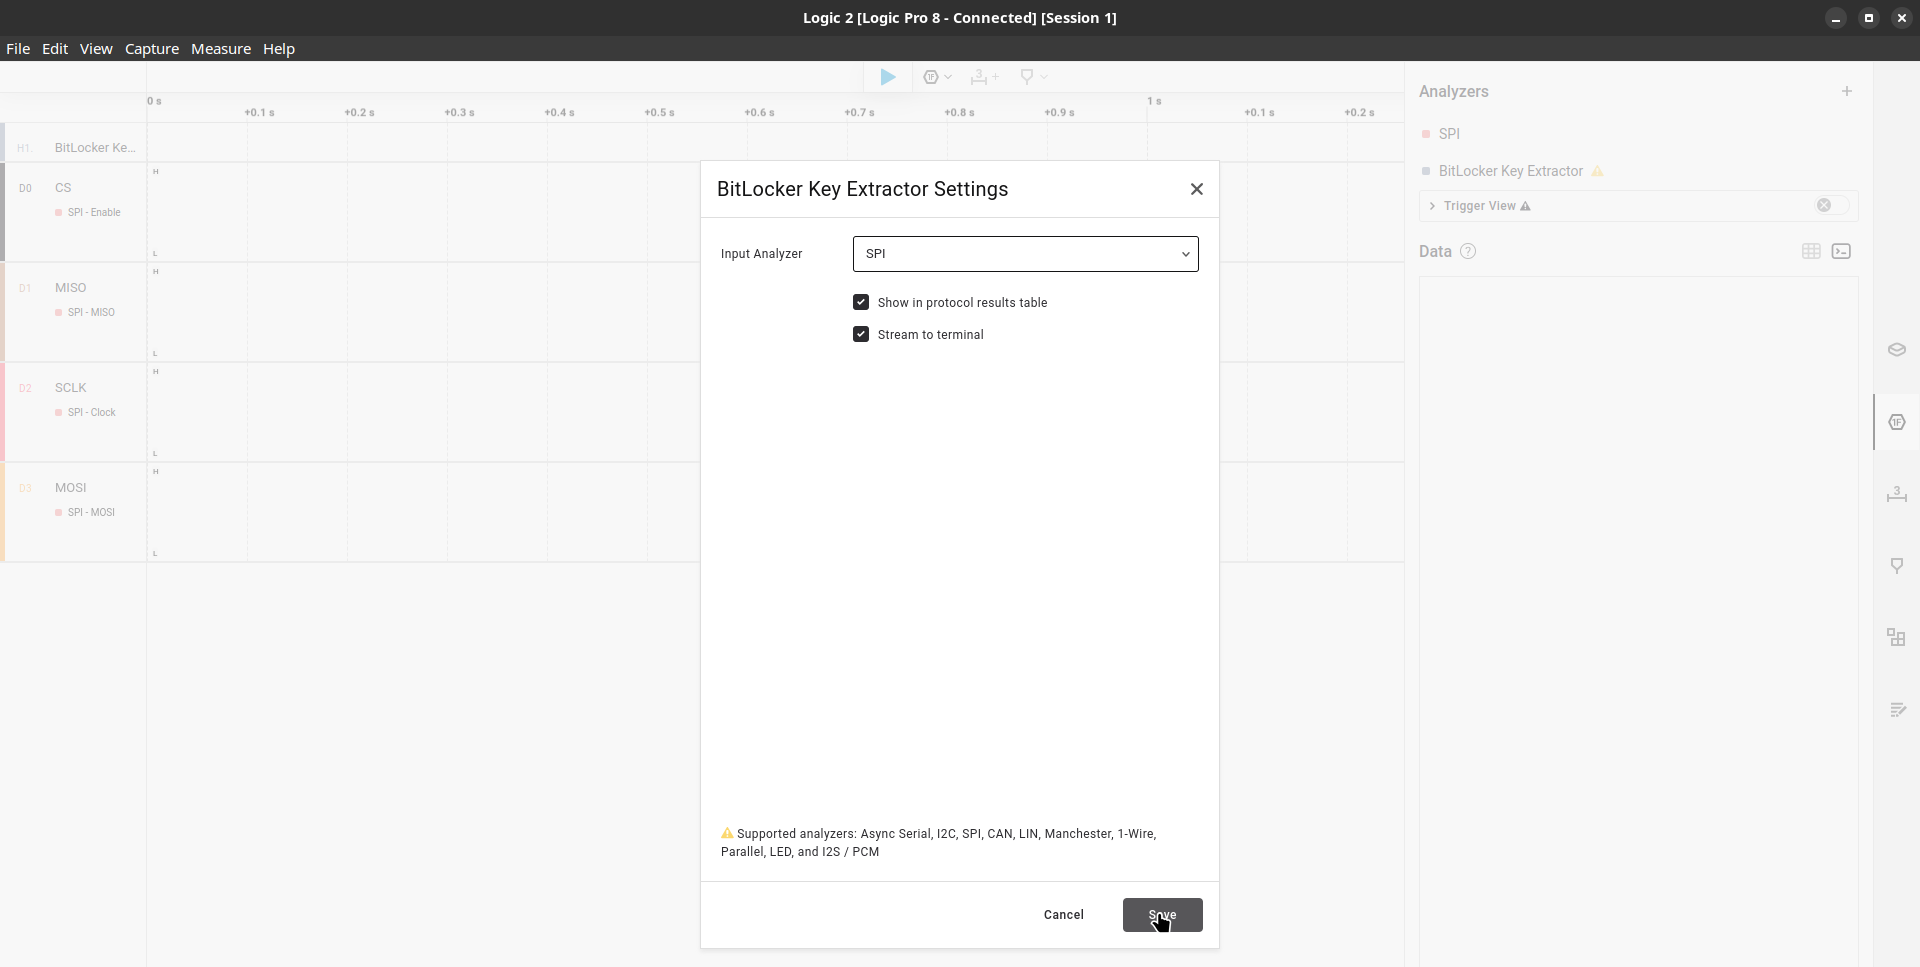 Logic 2 [Logic Pro 8 - Connected] [Session 1]
File Edit View Capture Measure Help
0 s
+0.1 s +0.2 s +0.3 s +0.4 s +0.5 s +0.6 s +0.7 s +0.8 s +0.9 s
1 s
+0.1 s +0.2 s
H1 BitLocker Ke...
D0 CS
SPI - Enable
H
L
D1 MISO
SPI - MISO
H
L
D2 SCLK
SPI - Clock
H
L
D3 MOSI
SPI - MOSI
H
L
BitLocker Key Extractor Settings
Input Analyzer SPI
Show in protocol results table
Stream to terminal
Supported analyzers: Async Serial, I2C, SPI, CAN, LIN, Manchester, 1-Wire,
Parallel, LED, and I2S / PCM
Cancel Save
Analyzers
SPI
BitLocker Key Extractor
Trigger View
Data
1F
3
1F
3